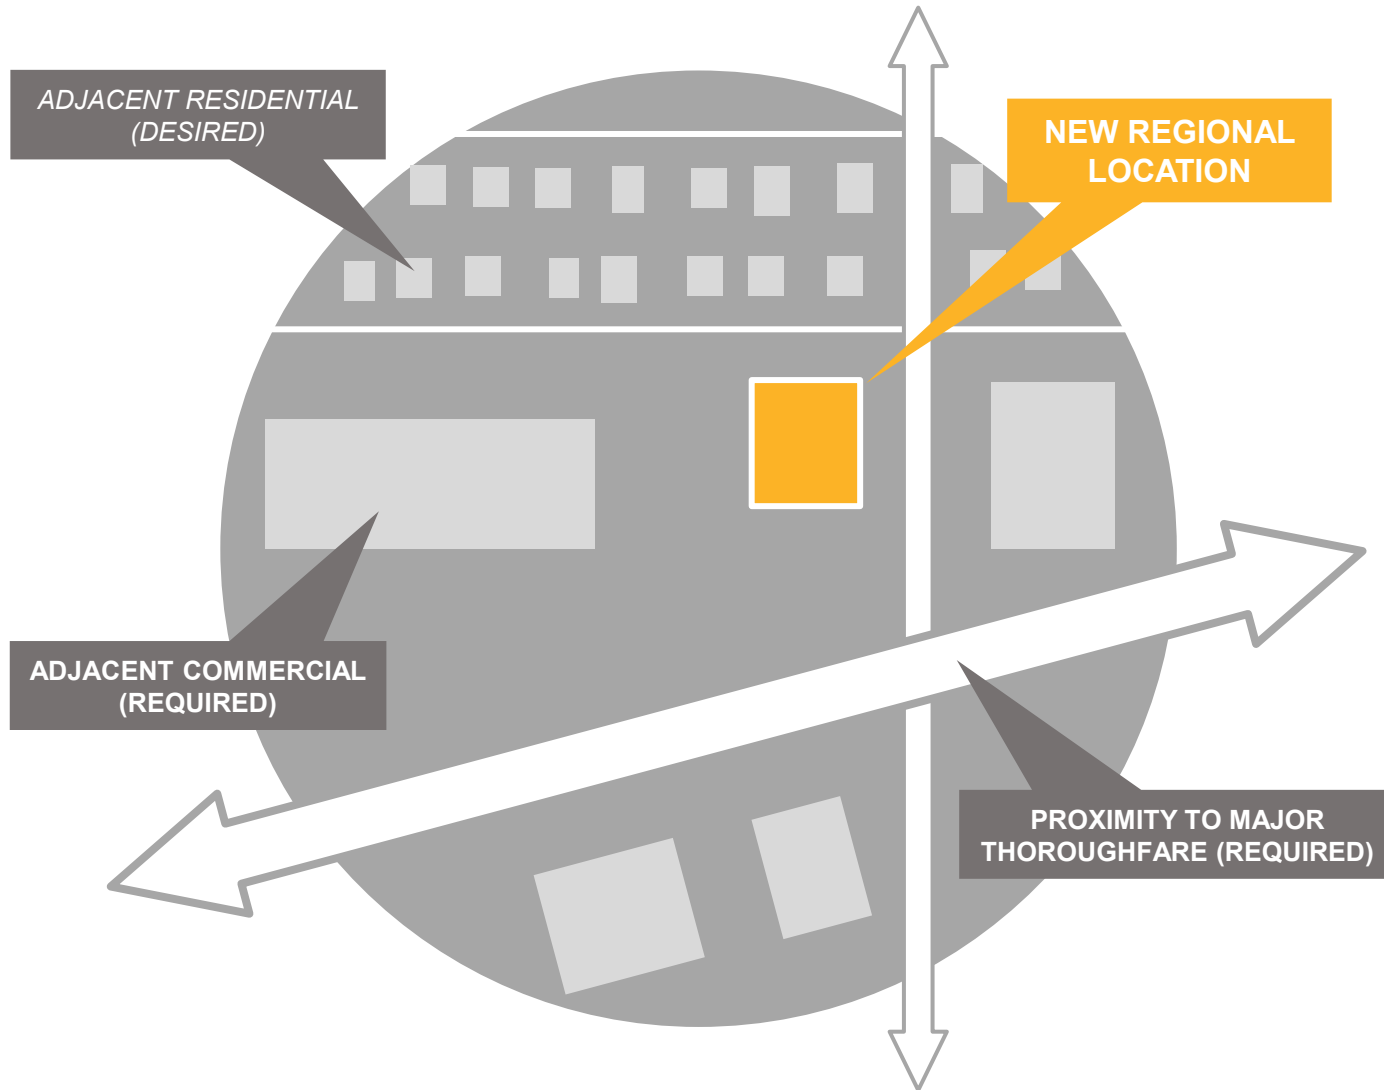 ADJACENT RESIDENTIAL
(DESIRED)
NEW REGIONAL
LOCATION
ADJACENT COMMERCIAL
(REQUIRED)
PROXIMITY TO MAJOR
THOROUGHFARE (REQUIRED)